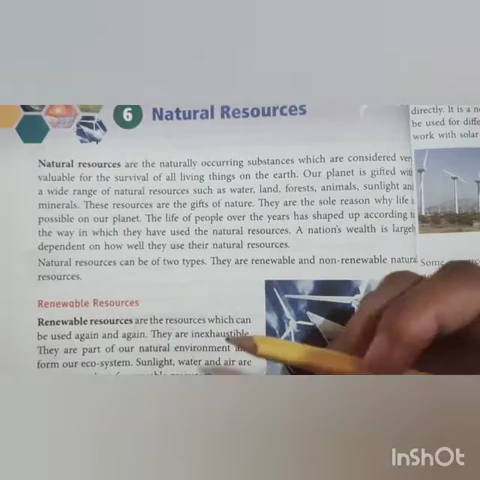 6 Natural Resources
Natural resources are the naturally occurring substances which are considered
valuable for the survival of all living things on the earth. Our planet is gifted
a wide range of natural resources such as water, land, forests, animals, sunlight
minerals. These resources are the gifts of nature. They are the sole reason why life
possible on our planet. The life of people over the years has shaped up according
the way in which they have used the natural resources. A nation's wealth is
dependent on how well they use their natural resources.
Natural resources can be of two types. They are renewable and non-renewable
resources.
Renewable Resources
Renewable resources are the resources which can
be used again and again. They are inexhaustible.
They are part of our natural environment
form our eco-system. Sunlight, water and air are
directly. It is a
be used for
work with solar
Some
InShOt